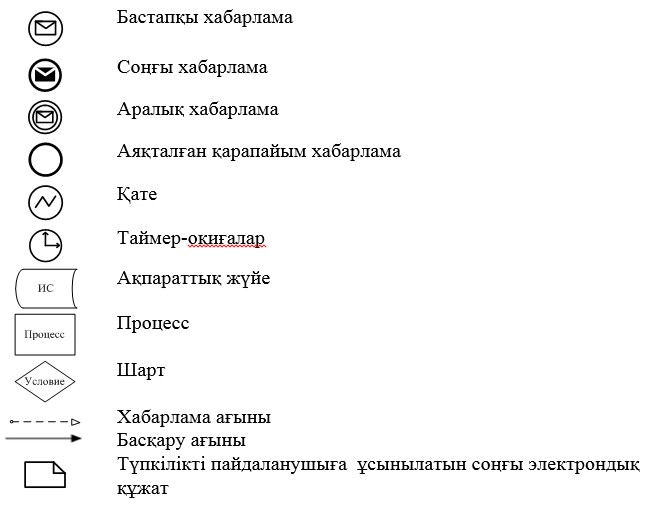 Бастапқы хабарлама
Соңғы хабарлама
Аралық хабарлама
Аяқталған қарапайым хабарлама
Қате
Таймер-оқиғалар
ИС
Ақпараттық жүйе
Процесс
Процесс
Условие
Шарт
Хабарлама ағыны
Басқару ағыны
Түпкілікті пайдаланушыға ұсынылатын соңғы электрондық
құжат